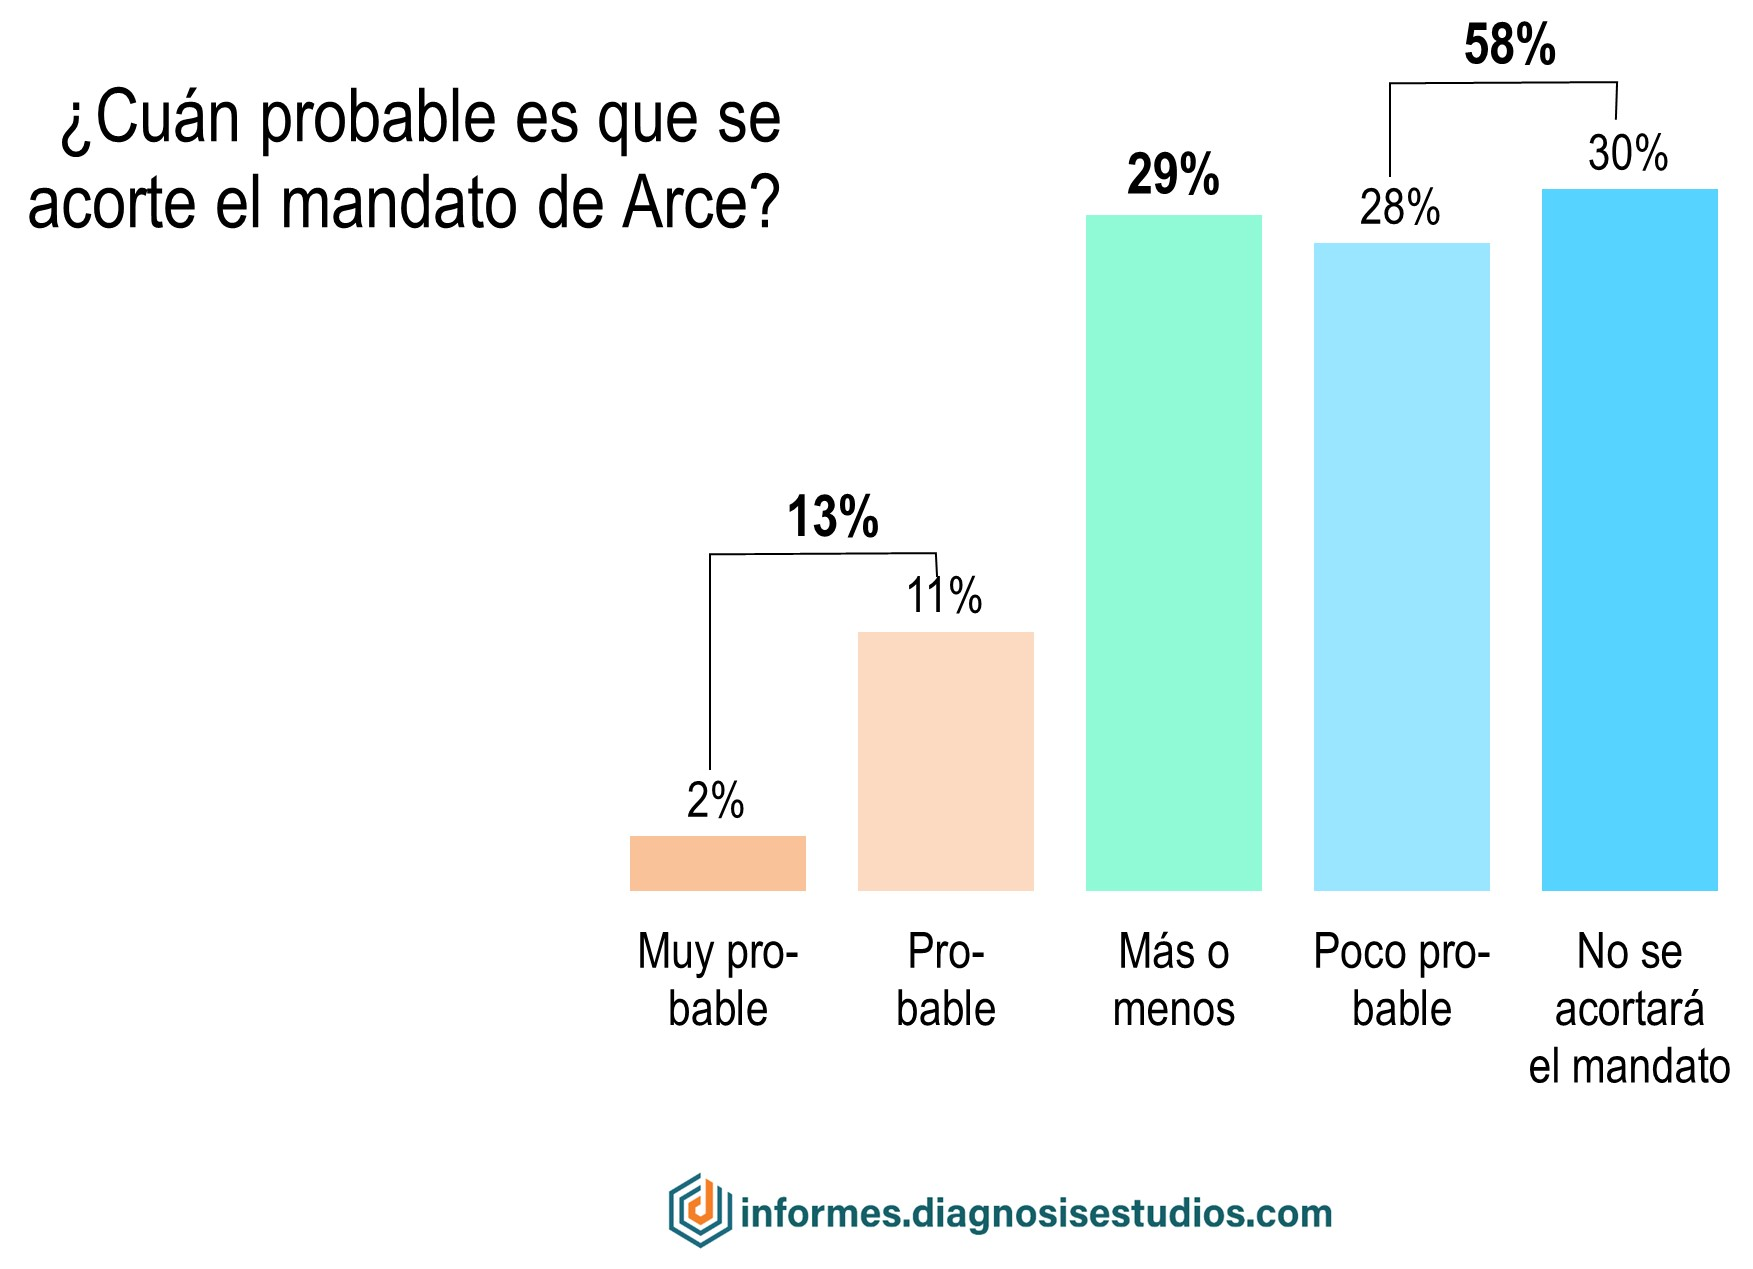 ¿Cuán probable es que se
acorte el mandato de Arce?
58%
30%
29%
28%
13%
11%
2%
Muy pro-
bable
Pro-
bable
Más o
menos
Poco pro-
bable
No se
acortará
el mandato
informes.diagnosisestudios.com